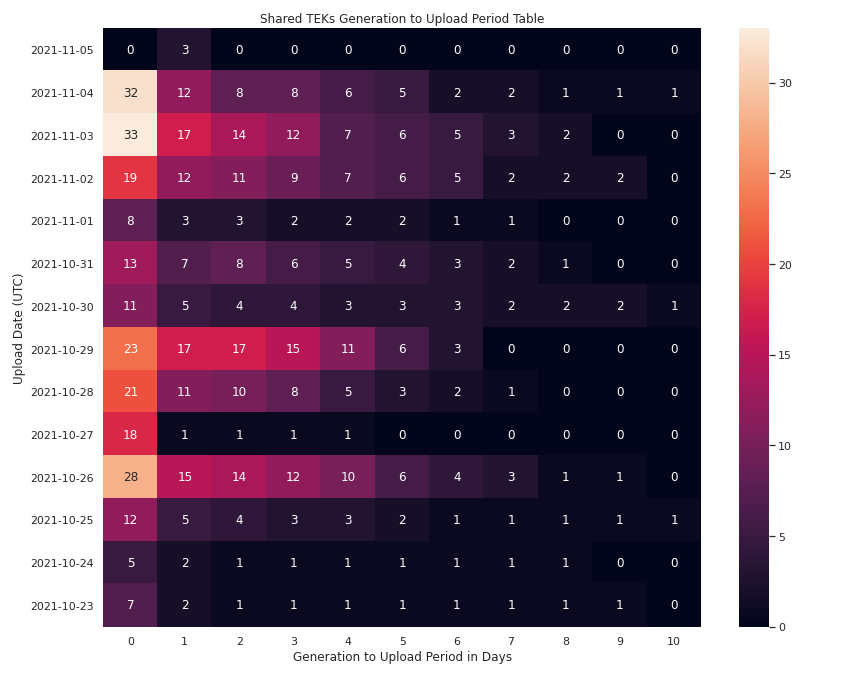 Shared TEKs Generation to Upload Period Table
Upload Date (UTC)
2021-11-05 0 3 0 0 0 0 0 0 0 0 0
2021-11-04 32 12 8 8 6 5 2 2 1 1 1
2021-11-03 33 17 14 12 7 6 5 3 2 0 0
2021-11-02 19 12 11 9 7 6 5 2 2 2 0
2021-11-01 8 3 3 2 2 2 1 1 0 0 0
2021-10-31 13 7 8 6 5 4 3 2 1 0 0
2021-10-30 11 5 4 4 3 3 3 2 2 2 1
2021-10-29 23 17 17 15 11 6 3 0 0 0 0
2021-10-28 21 11 10 8 5 3 2 1 0 0 0
2021-10-27 18 1 1 1 1 0 0 0 0 0 0
2021-10-26 28 15 14 12 10 6 4 3 1 1 0
2021-10-25 12 5 4 3 3 2 1 1 1 1 1
2021-10-24 5 2 1 1 1 1 1 1 1 0 0
2021-10-23 7 2 1 1 1 1 1 1 1 1 0
0 1 2 3 4 5 6 7 8 9 10
Generation to Upload Period in Days
30
25
20
15
10
5
0